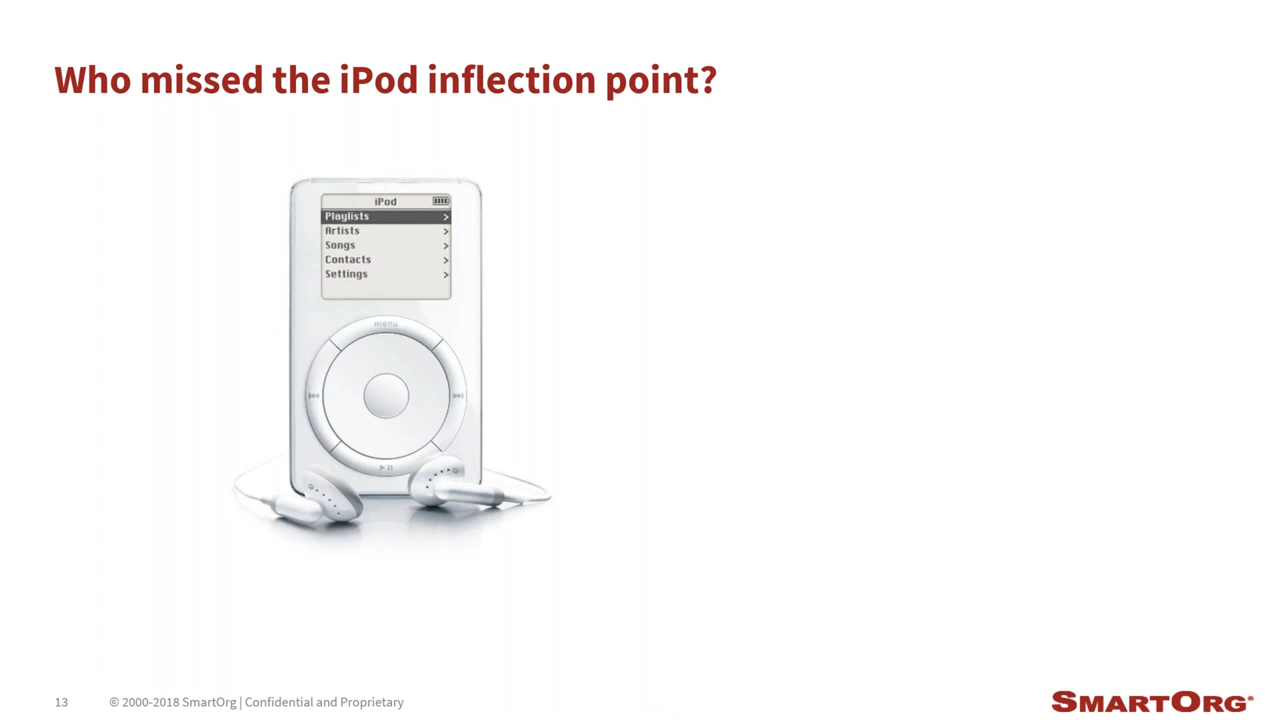 Who missed the iPod inflection point?
iPod
Playlists >
Artists >
Songs >
Contacts >
Settings >
menu
13 © 2000-2018 SmartOrg | Confidential and Proprietary
SMARTORG®